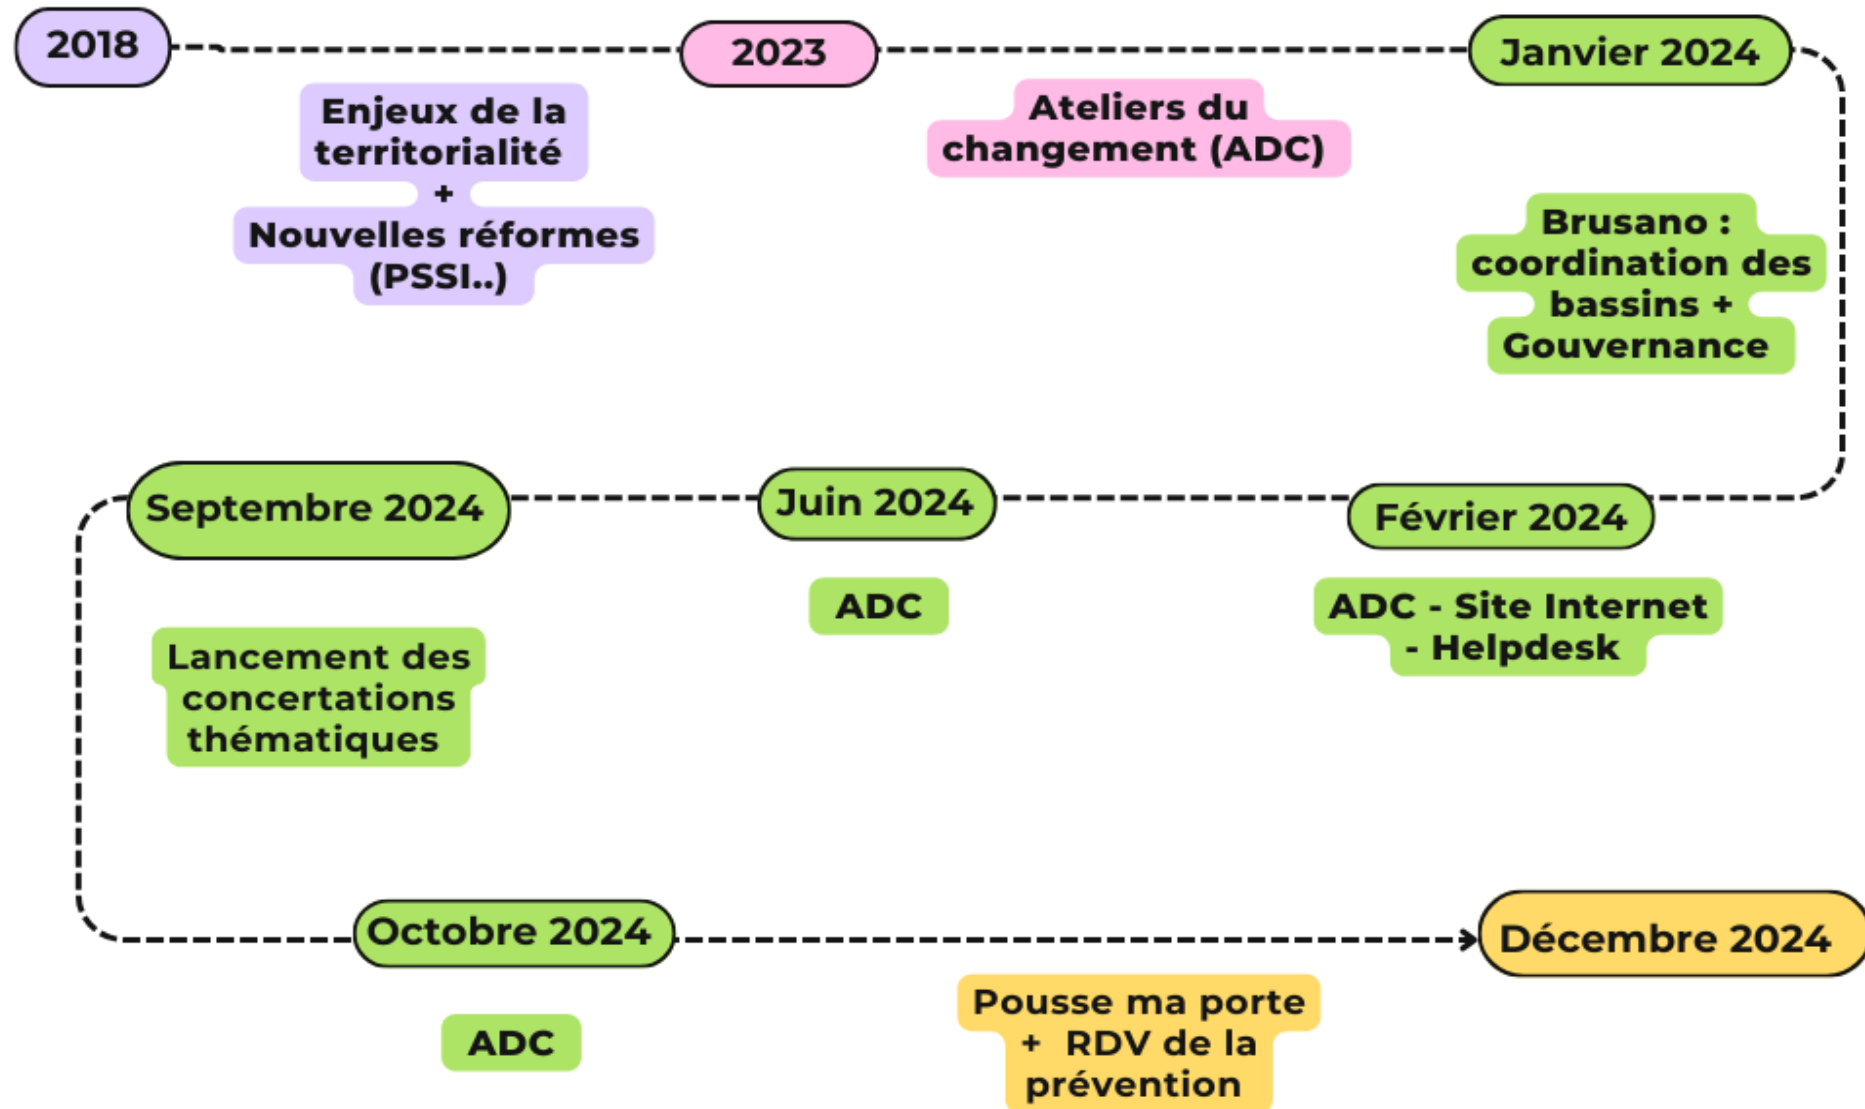 2018
2023
Janvier 2024
Enjeux de la
territorialité
+
Nouvelles réformes
(PSSI..)
Ateliers du
changement (ADC)
Brusano :
coordination des
bassins +
Gouvernance
Septembre 2024
Juin 2024
Février 2024
Lancement des
concertations
thématiques
ADC
ADC - Site Internet
- Helpdesk
Octobre 2024
Décembre 2024
ADC
Pousse ma porte
+ RDV de la
prévention